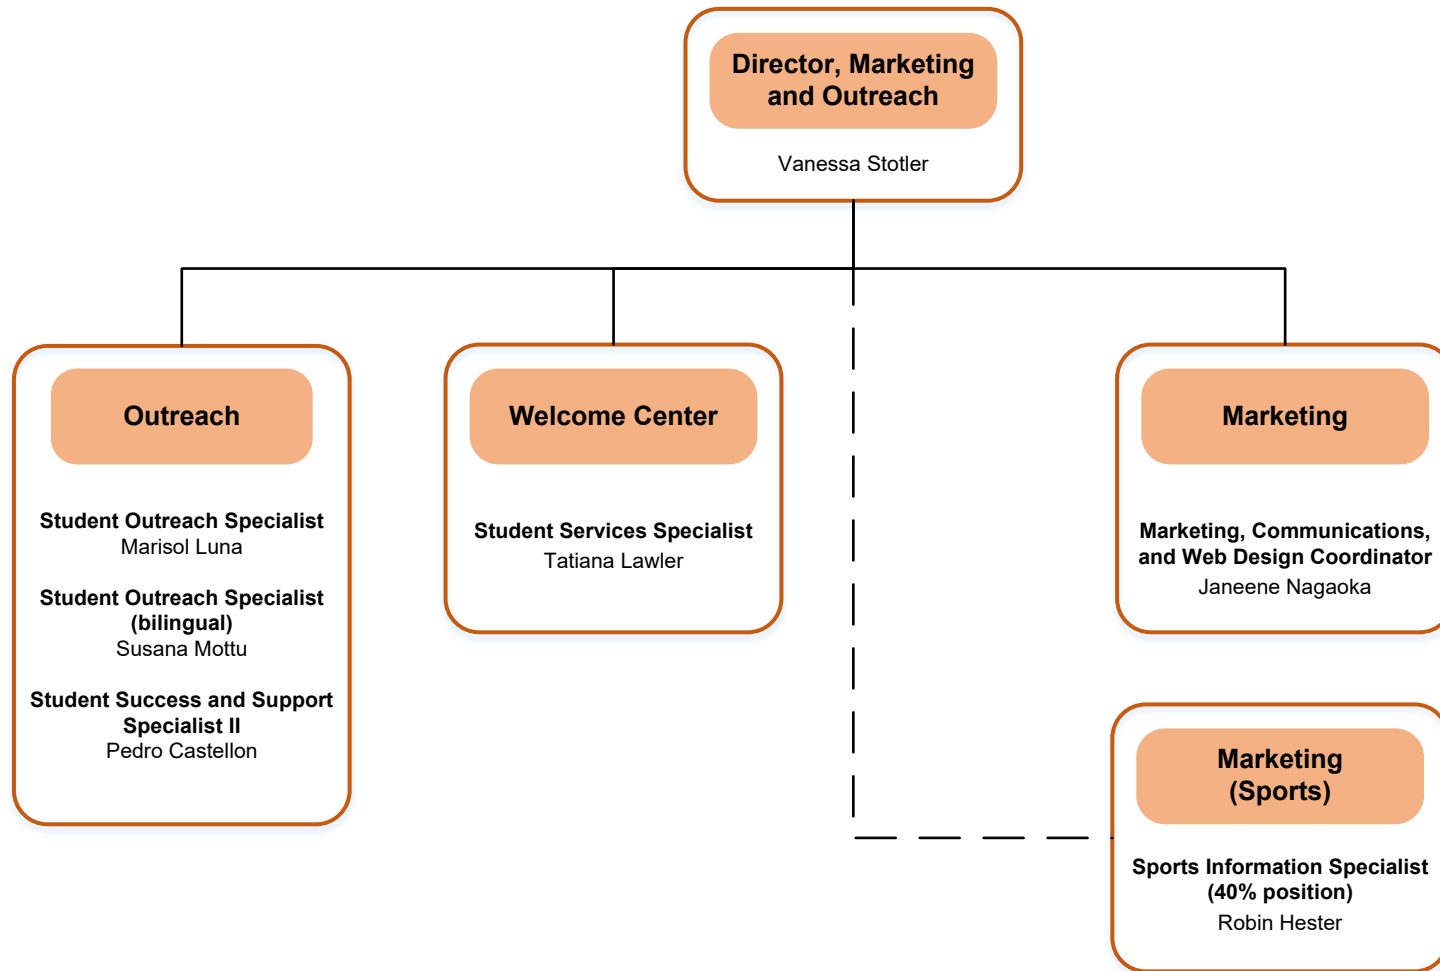 Director, Marketing
and Outreach
Vanessa Stotler
Outreach
Student Outreach Specialist
Marisol Luna
Student Outreach Specialist
(bilingual)
Susana Mottu
Student Success and Support
Specialist II
Pedro Castellon
Welcome Center
Student Services Specialist
Tatiana Lawler
Marketing
Marketing, Communications,
and Web Design Coordinator
Janeene Nagaoka
Marketing
(Sports)
Sports Information Specialist
(40% position)
Robin Hester